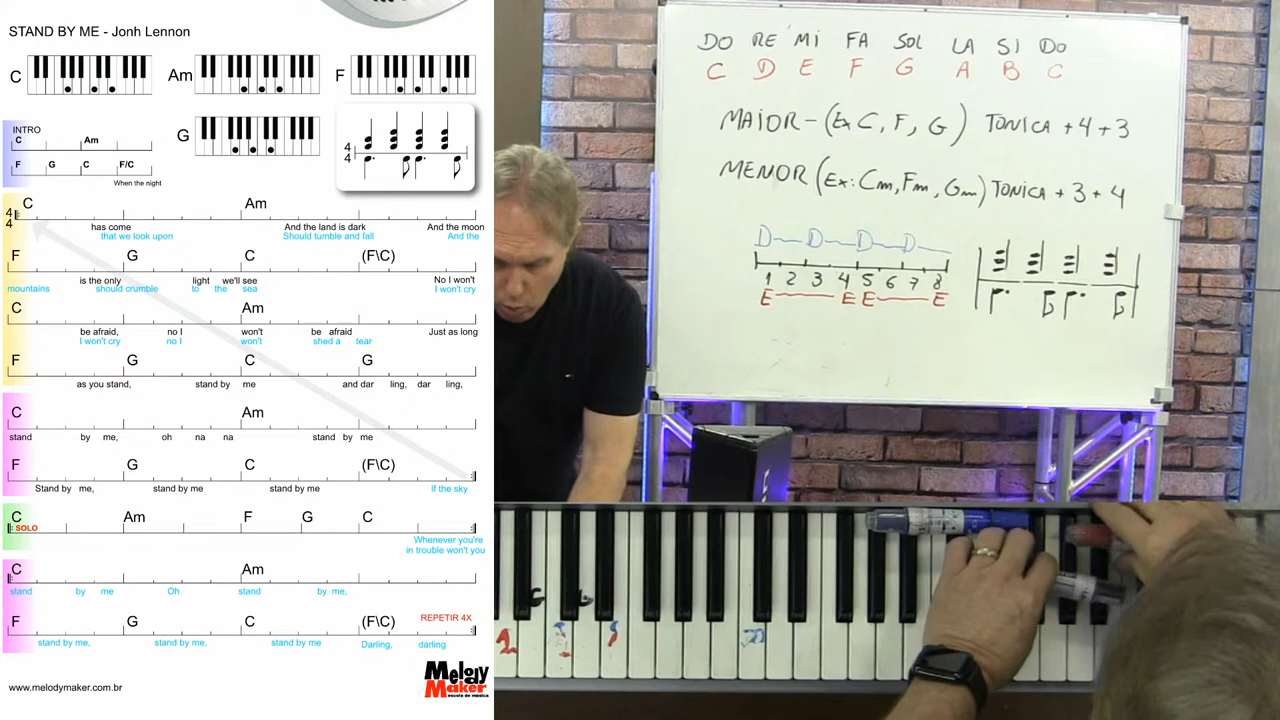 STAND BY ME - Jonh Lennon
C
Am
F
G
4
4
INTRO
C Am
F G C F/C
When the night
4
4
C Am
has come And the land is dark And the moon
that we look upon Should tumble and fall And the
F G C (F\C)
is the only light we'll see No I won't
mountains should crumble to the sea I won't cry
C Am
be afraid, no I won't be afraid Just as long
I won't cry no I won't shed a tear
F G C G
as you stand, stand by me and dar ling, dar ling,
C Am
stand by me, oh na na stand by me
F G C (F\C)
Stand by me, stand by me stand by me If the sky
C Am F G C
SOLO
Whenever you're
in trouble won't you
C Am
stand by me Oh stand by me,
F G C (F\C) REPETIR 4X
stand by me, stand by me, stand by me Darling, darling
www.melodymaker.com.br
Melody
Maker
escola de música
DO RE MI FA SOL LA SI DO
C D E F G A B C
MAIOR - (Ex C, F, G) TONICA + 4 + 3
MENOR (Ex: Cm, Fm, Gm) TONICA + 3 + 4
D D D D
1 2 3 4 5 6 7 8
E E E E